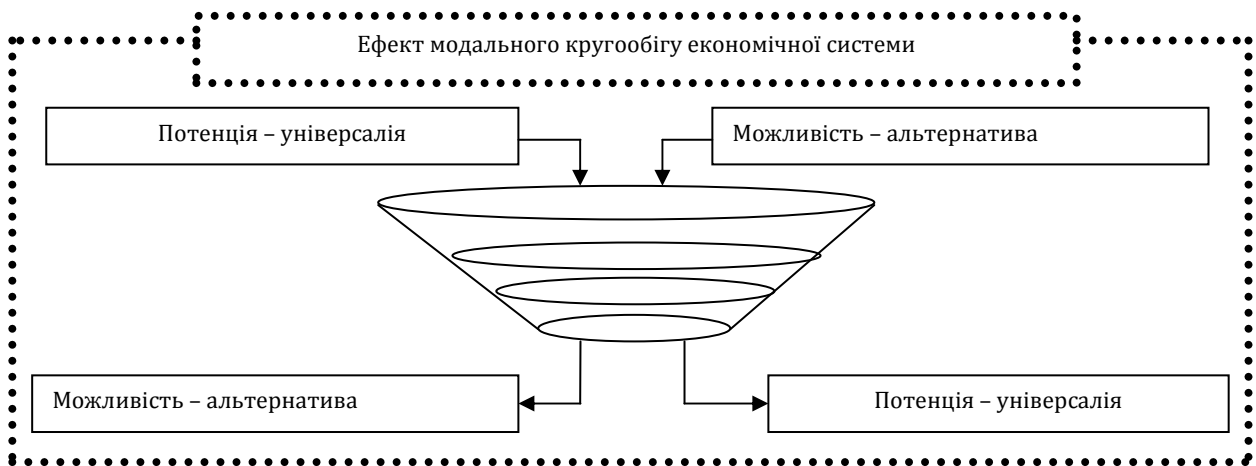 Ефект модального кругообігу економічної системи
Потенція – універсалія
Можливість – альтернатива
Можливість – альтернатива
Потенція – універсалія